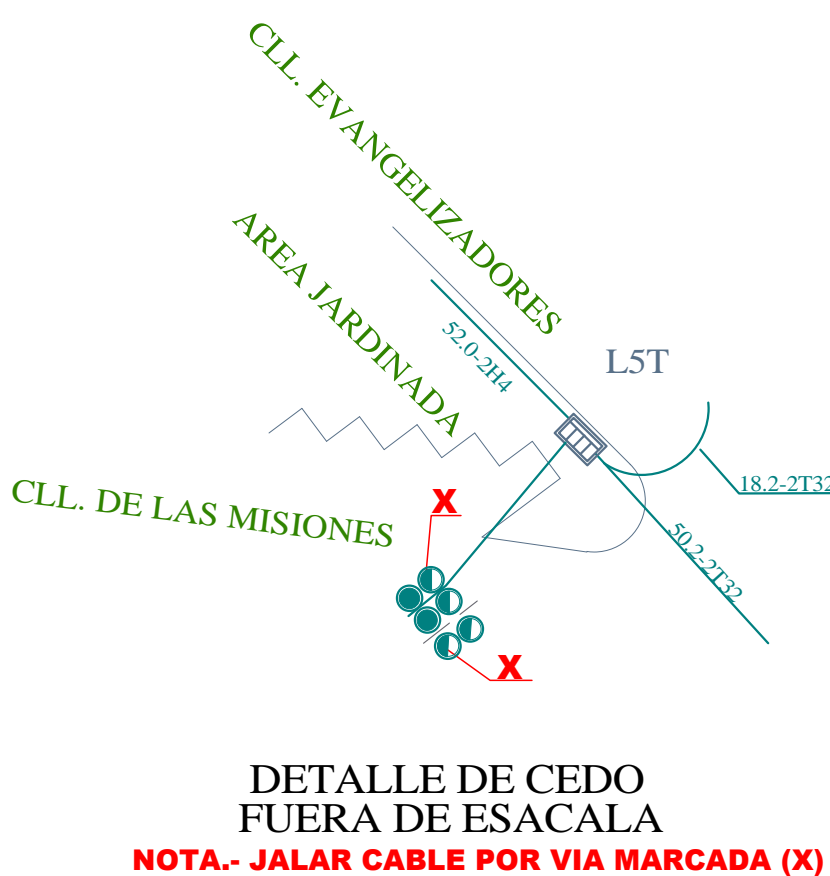 CLL. EVANGELIZADORES
AREA JARDINADA
52.0-2H4
L5T
18.2-2T32
CLL. DE LAS MISIONES
X
50.2-2T32
X
DETALLE DE CEDO
FUERA DE ESACALA
NOTA.- JALAR CABLE POR VIA MARCADA (X)